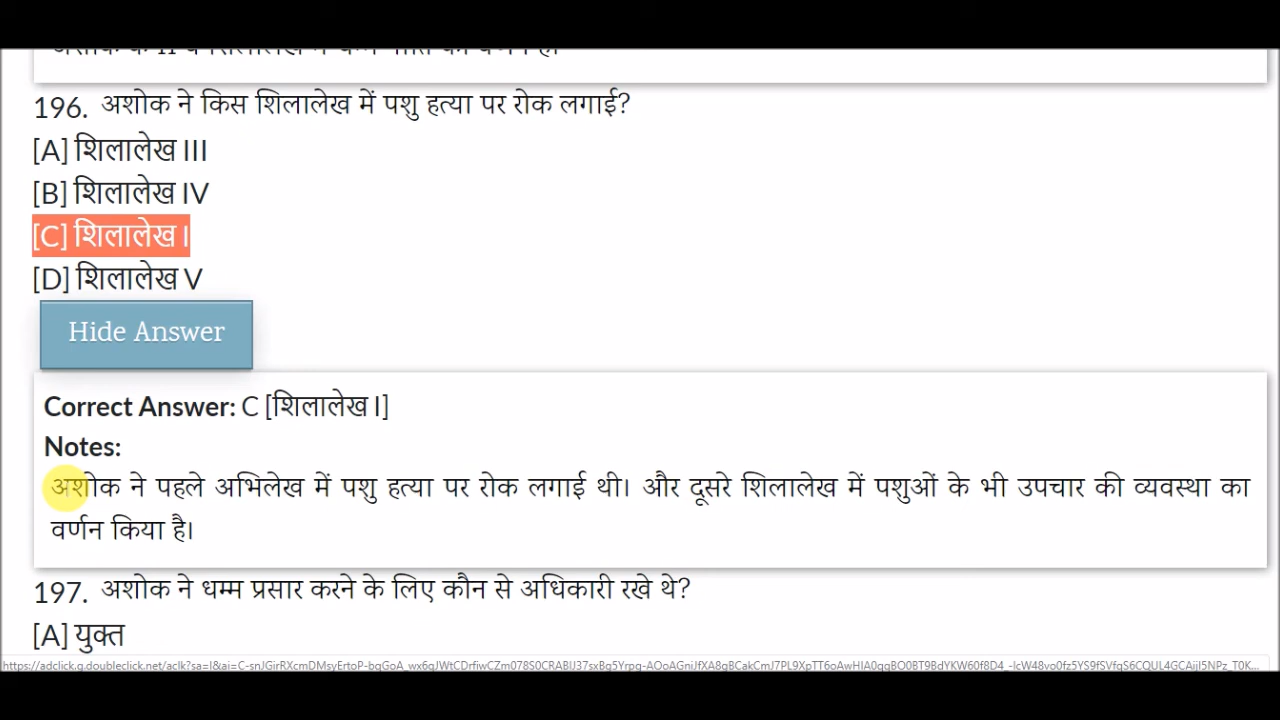 196. अशोक ने किस शिलालेख में पशु हत्या पर रोक लगाई?
[A] शिलालेख III
[B] शिलालेख IV
[C] शिलालेख I
[D] शिलालेख V
Hide Answer
Correct Answer: C [शिलालेख I]
Notes:
अशोक ने पहले अभिलेख में पशु हत्या पर रोक लगाई थी। और दूसरे शिलालेख में पशुओं के भी उपचार की व्यवस्था का
वर्णन किया है।
197. अशोक ने धम्म प्रसार करने के लिए कौन से अधिकारी रखे थे?
[A] युक्त